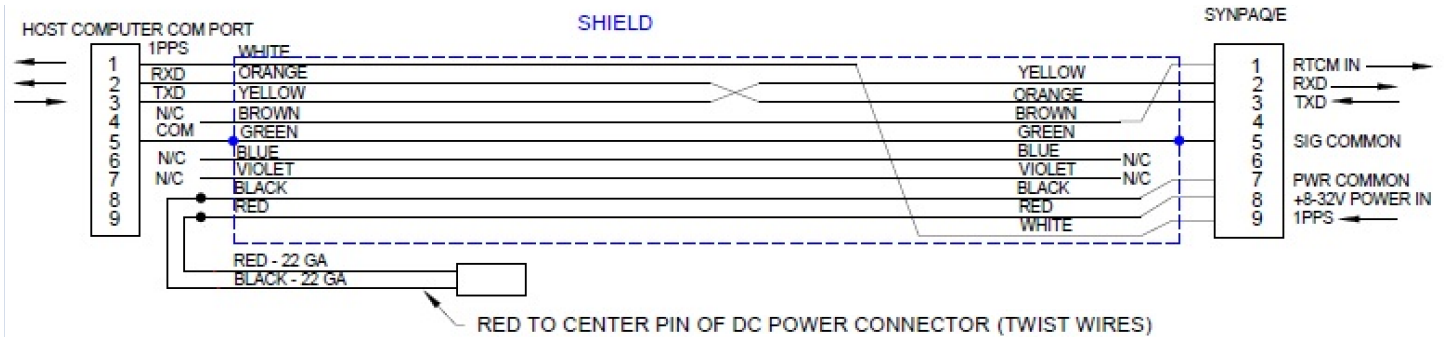 SYNPAQ/E
SHIELD
HOST COMPUTER COM PORT
1PPS WHITE
1 1 RTCM IN
RXD ORANGE YELLOW
2 2 RXD
TXD YELLOW ORANGE
3 3 TXD
N/C BROWN BROWN
4 4
COM GREEN GREEN
5 5 SIG COMMON
BLUE BLUE
6 N/C N/C 6
VIOLET VIOLET
7 N/C N/C 7 PWR COMMON
BLACK BLACK
8 8 +8-32V POWER IN
RED RED
9 9 1PPS
WHITE
RED - 22 GA
BLACK - 22 GA
RED TO CENTER PIN OF DC POWER CONNECTOR (TWIST WIRES)